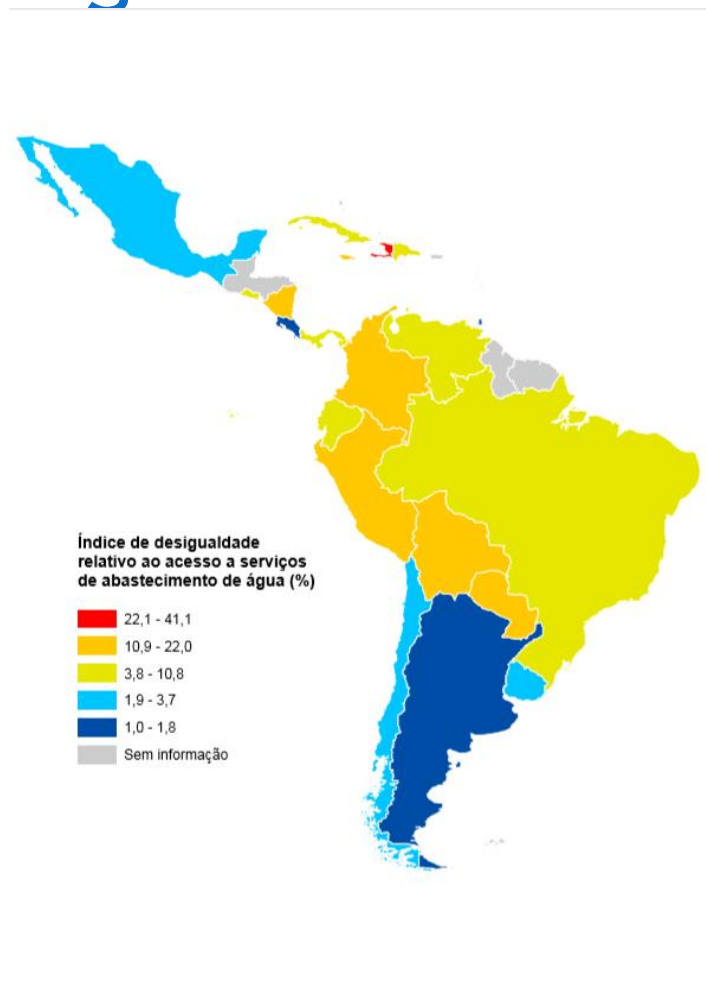 Índice de desigualdade
relativo ao acesso a serviços
de abastecimento de água (%)
22,1 - 41,1
10,9 - 22,0
3,8 - 10,8
1,9 - 3,7
1,0 - 1,8
Sem informação